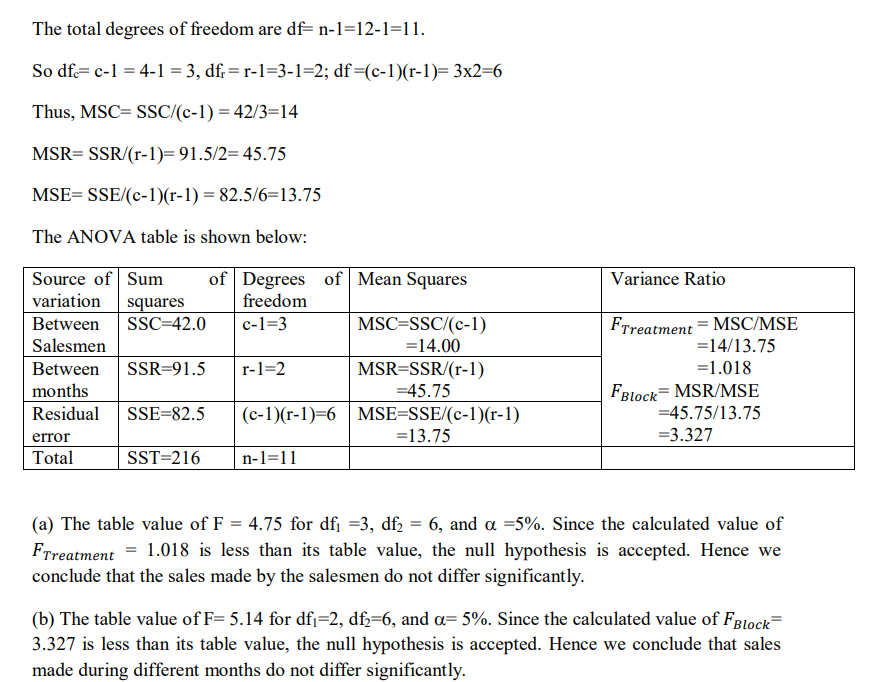 The total degrees of freedom are df= n-1=12-1=11.
So df꜀= c-1 = 4-1 = 3, dfᵣ = r-1=3-1=2; df =(c-1)(r-1)= 3x2=6
Thus, MSC= SSC/(c-1) = 42/3=14
MSR= SSR/(r-1)= 91.5/2= 45.75
MSE= SSE/(c-1)(r-1) = 82.5/6=13.75
The ANOVA table is shown below:
Source of variation | Sum of squares | Degrees of freedom | Mean Squares | Variance Ratio
Between Salesmen | SSC=42.0 | c-1=3 | MSC=SSC/(c-1) =14.00 | F_Treatment = MSC/MSE =14/13.75 =1.018
Between months | SSR=91.5 | r-1=2 | MSR=SSR/(r-1) =45.75 | F_Block= MSR/MSE =45.75/13.75 =3.327
Residual error | SSE=82.5 | (c-1)(r-1)=6 | MSE=SSE/(c-1)(r-1) =13.75
Total | SST=216 | n-1=11
(a) The table value of F = 4.75 for df₁ =3, df₂ = 6, and α =5%. Since the calculated value of
F_Treatment = 1.018 is less than its table value, the null hypothesis is accepted. Hence we
conclude that the sales made by the salesmen do not differ significantly.
(b) The table value of F= 5.14 for df₁=2, df₂=6, and α= 5%. Since the calculated value of F_Block=
3.327 is less than its table value, the null hypothesis is accepted. Hence we conclude that sales
made during different months do not differ significantly.